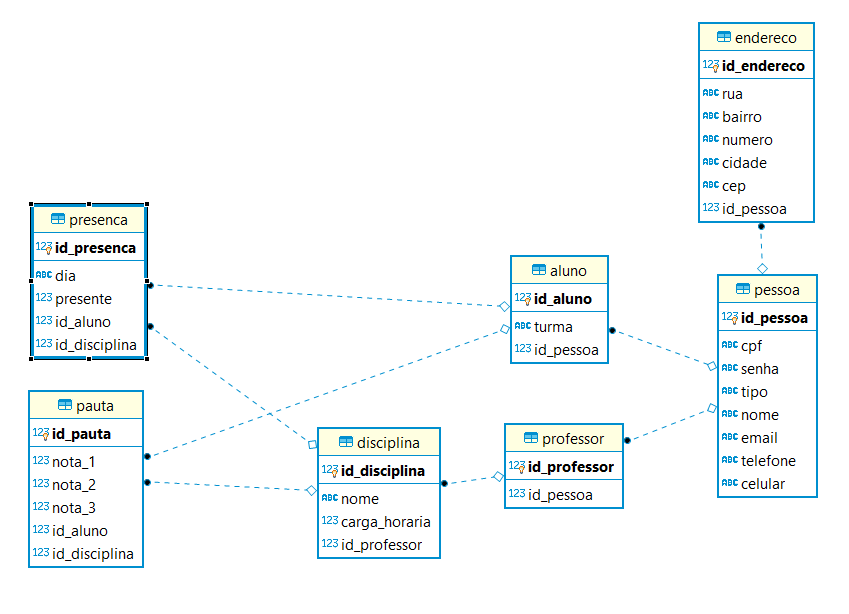 endereco
123 id_endereco
ABC rua
ABC bairro
ABC numero
ABC cidade
ABC cep
123 id_pessoa
presenca
123 id_presenca
ABC dia
123 presente
123 id_aluno
123 id_disciplina
aluno
123 id_aluno
ABC turma
123 id_pessoa
pessoa
123 id_pessoa
ABC cpf
ABC senha
ABC tipo
ABC nome
ABC email
ABC telefone
ABC celular
pauta
123 id_pauta
123 nota_1
123 nota_2
123 nota_3
123 id_aluno
123 id_disciplina
disciplina
123 id_disciplina
ABC nome
123 carga_horaria
123 id_professor
professor
123 id_professor
123 id_pessoa